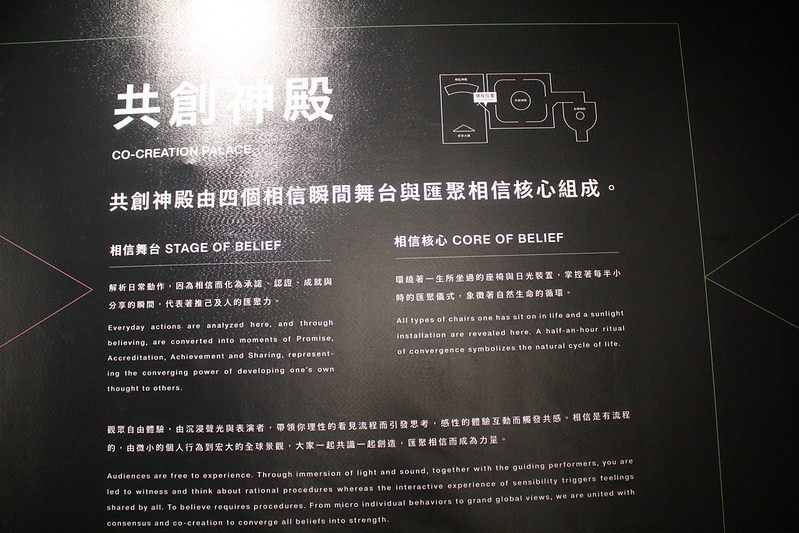 共創神殿
CO-CREATION PALACE
現在位置
共創神殿由四個相信瞬間舞台與匯聚相信核心組成。
相信舞台 STAGE OF BELIEF
解析日常動作，因為相信而化為承諾、認證、成就與
分享的瞬間，代表著推己及人的匯聚力。
Everyday actions are analyzed here, and through
believing, are converted into moments of Promise,
Accreditation, Achievement and Sharing, represent-
ing the converging power of developing one's own
thought to others.
相信核心 CORE OF BELIEF
環繞著一生所坐過的座椅與日光裝置，掌控著每半小
時的匯聚儀式，象徵著自然生命的循環。
All types of chairs one has sit on in life and a sunlight
installation are revealed here. A half-an-hour ritual
of convergence symbolizes the natural cycle of life.
觀眾自由體驗，由沉浸聲光與表演者，帶領你理性的看見流程而引發思考，感性的體驗互動而觸發共感。相信是有流程
的，由微小的個人行為到宏大的全球景觀，大家一起共識一起創造，匯聚相信而成為力量。
Audiences are free to experience. Through immersion of light and sound, together with the guiding performers, you are
led to witness and think about rational procedures whereas the interactive experience of sensibility triggers feelings
shared by all. To believe requires procedures. From micro individual behaviors to grand global views, we are united with
consensus and co-creation to converge all beliefs into strength.